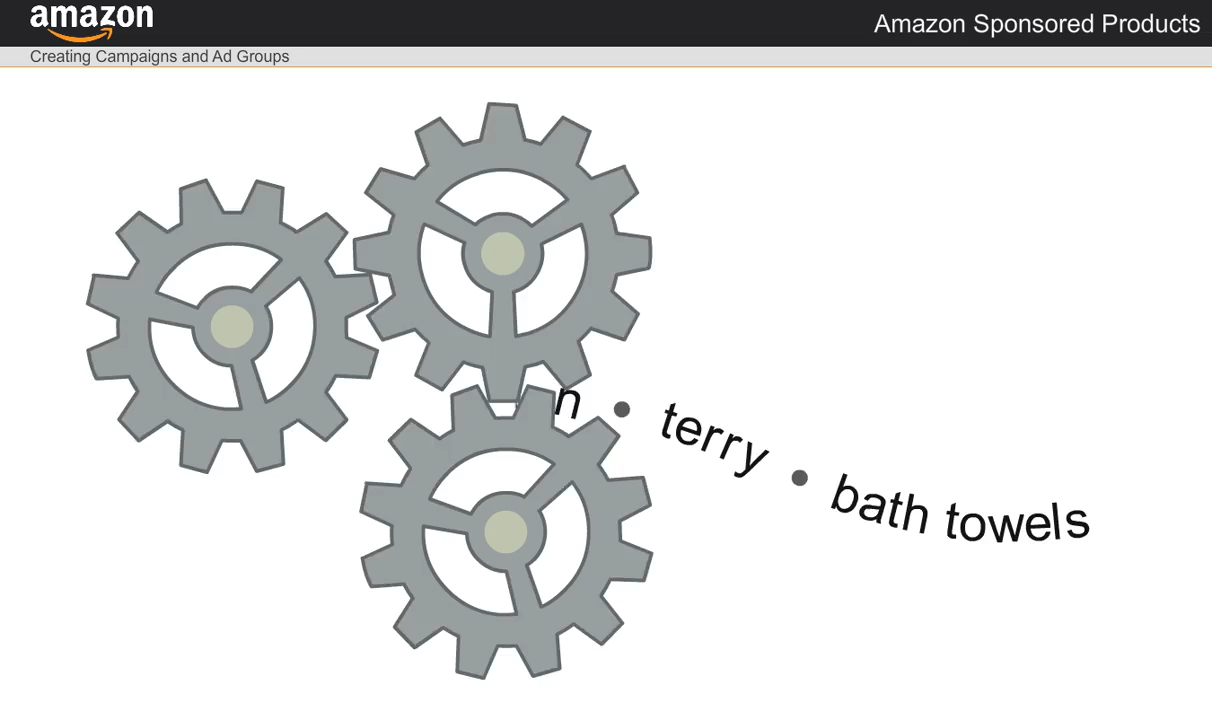 amazon
Amazon Sponsored Products
Creating Campaigns and Ad Groups
n • terry • bath towels